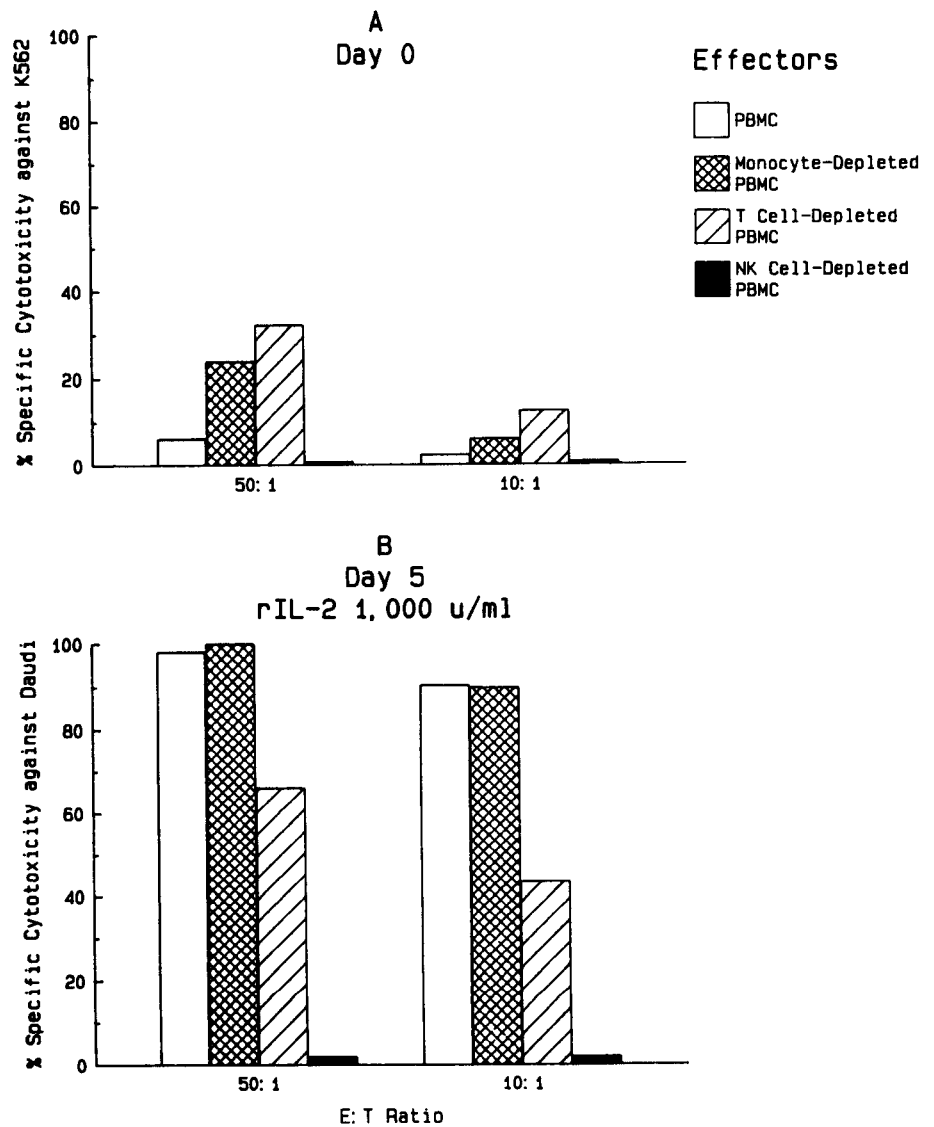 A
Day 0
% Specific Cytotoxicity against K562
100
80
60
40
20
0
50:1
10:1
Effectors
PBMC
Monocyte-Depleted
PBMC
T Cell-Depleted
PBMC
NK Cell-Depleted
PBMC
B
Day 5
rIL-2 1,000 u/ml
% Specific Cytotoxicity against Daudi
100
80
60
40
20
0
50:1
10:1
E:T Ratio